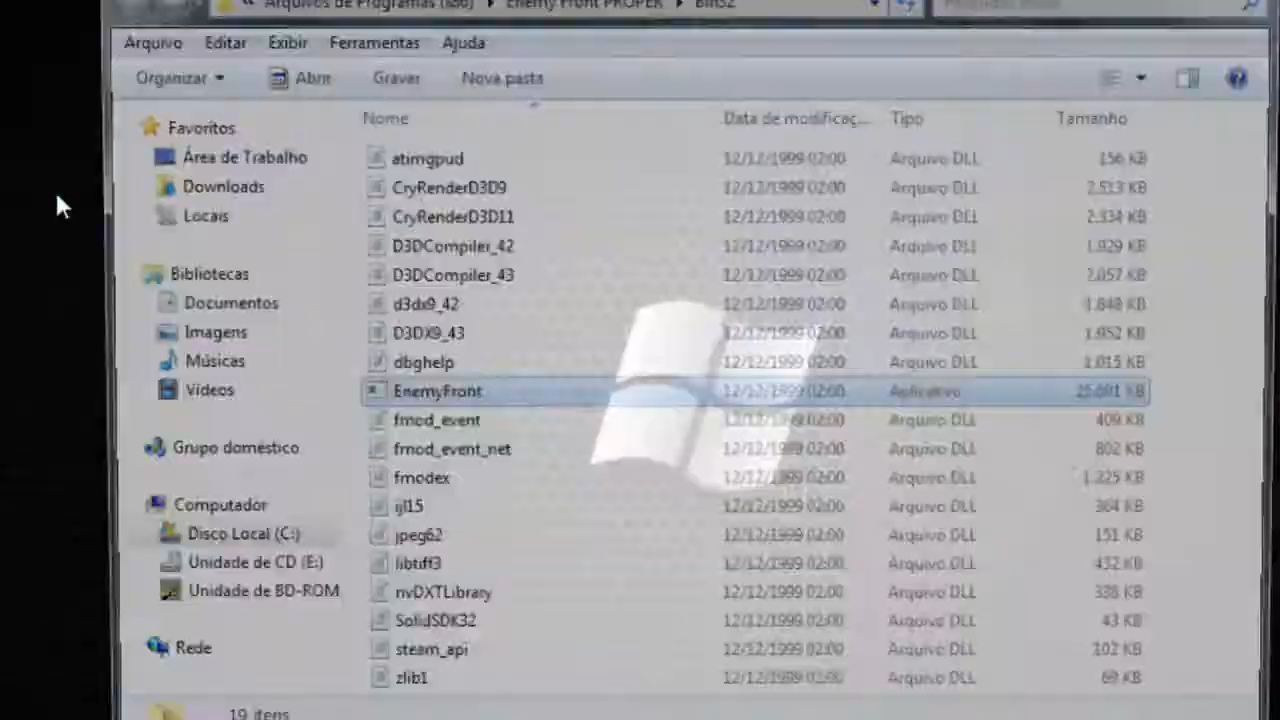 « Arquivos de Programas (x86) ▸ Enemy Front PROPER ▸ Bin32
Arquivo Editar Exibir Ferramentas Ajuda
Organizar Abrir Gravar Nova pasta
Nome Data de modificaç... Tipo Tamanho
Favoritos
Área de Trabalho
Downloads
Locais
Bibliotecas
Documentos
Imagens
Músicas
Vídeos
Grupo doméstico
Computador
Disco Local (C:)
Unidade de CD (E:)
Unidade de BD-ROM
Rede
atimgpud 12/12/1999 02:00 Arquivo DLL 156 KB
CryRenderD3D9 12/12/1999 02:00 Arquivo DLL 2.513 KB
CryRenderD3D11 12/12/1999 02:00 Arquivo DLL 2.334 KB
D3DCompiler_42 12/12/1999 02:00 Arquivo DLL 1.929 KB
D3DCompiler_43 12/12/1999 02:00 Arquivo DLL 2.057 KB
d3dx9_42 12/12/1999 02:00 Arquivo DLL 1.848 KB
D3DX9_43 12/12/1999 02:00 Arquivo DLL 1.952 KB
dbghelp 12/12/1999 02:00 Arquivo DLL 1.015 KB
EnemyFront 12/12/1999 02:00 Aplicativo 25.601 KB
fmod_event 12/12/1999 02:00 Arquivo DLL 409 KB
fmod_event_net 12/12/1999 02:00 Arquivo DLL 802 KB
fmodex 12/12/1999 02:00 Arquivo DLL 1.225 KB
ijl15 12/12/1999 02:00 Arquivo DLL 364 KB
jpeg62 12/12/1999 02:00 Arquivo DLL 151 KB
libtiff3 12/12/1999 02:00 Arquivo DLL 432 KB
nvDXTLibrary 12/12/1999 02:00 Arquivo DLL 338 KB
SolidSDK32 12/12/1999 02:00 Arquivo DLL 43 KB
steam_api 12/12/1999 02:00 Arquivo DLL 102 KB
zlib1 12/12/1999 02:00 Arquivo DLL 69 KB
19 itens